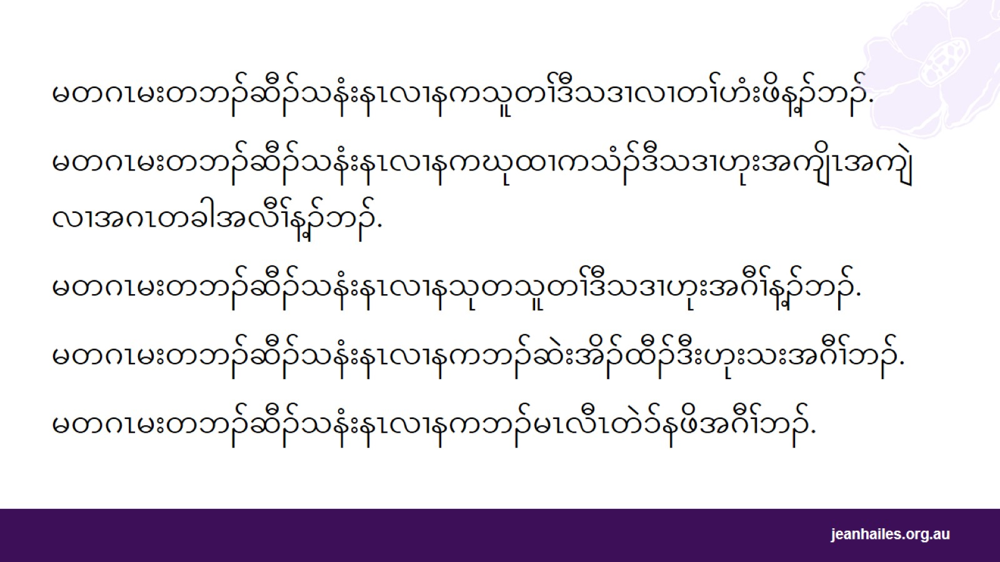 မတဂၤမးတဘၣ်ဆီၣ်သနံးနၤလၢနကသူတၢ်ဒီသဒၢလၢတၢ်ဟံးဖိန့ၣ်ဘၣ်.
မတဂၤမးတဘၣ်ဆီၣ်သနံးနၤလၢနကဃုထၢကသံၣ်ဒီသဒၢဟုးအကျိၤအကျဲ
လၢအဂၤတခါအလီၢ်န့ၣ်ဘၣ်.
မတဂၤမးတဘၣ်ဆီၣ်သနံးနၤလၢနသုတသူတၢ်ဒီသဒၢဟုးအဂီၢ်န့ၣ်ဘၣ်.
မတဂၤမးတဘၣ်ဆီၣ်သနံးနၤလၢနကဘၣ်ဆဲးအိၣ်ထီၣ်ဒီးဟုးသးအဂီၢ်ဘၣ်.
မတဂၤမးတဘၣ်ဆီၣ်သနံးနၤလၢနကဘၣ်မၤလီၤတဲၥ်နဖိအဂီၢ်ဘၣ်.
jeanhailes.org.au